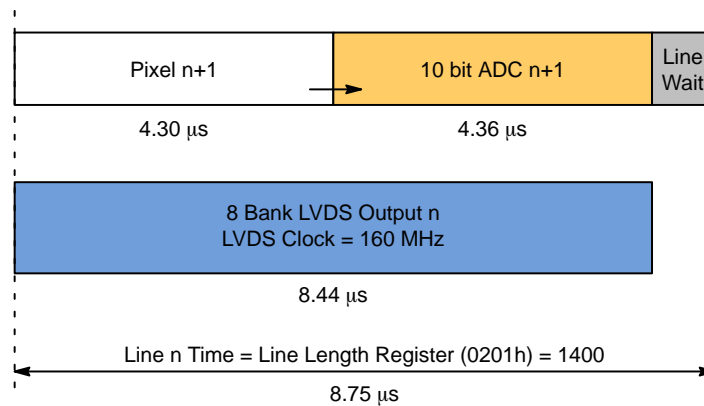 Pixel n+1
10 bit ADC n+1
Line
Wait
4.30 μs
4.36 μs
8 Bank LVDS Output n
LVDS Clock = 160 MHz
8.44 μs
Line n Time = Line Length Register (0201h) = 1400
8.75 μs